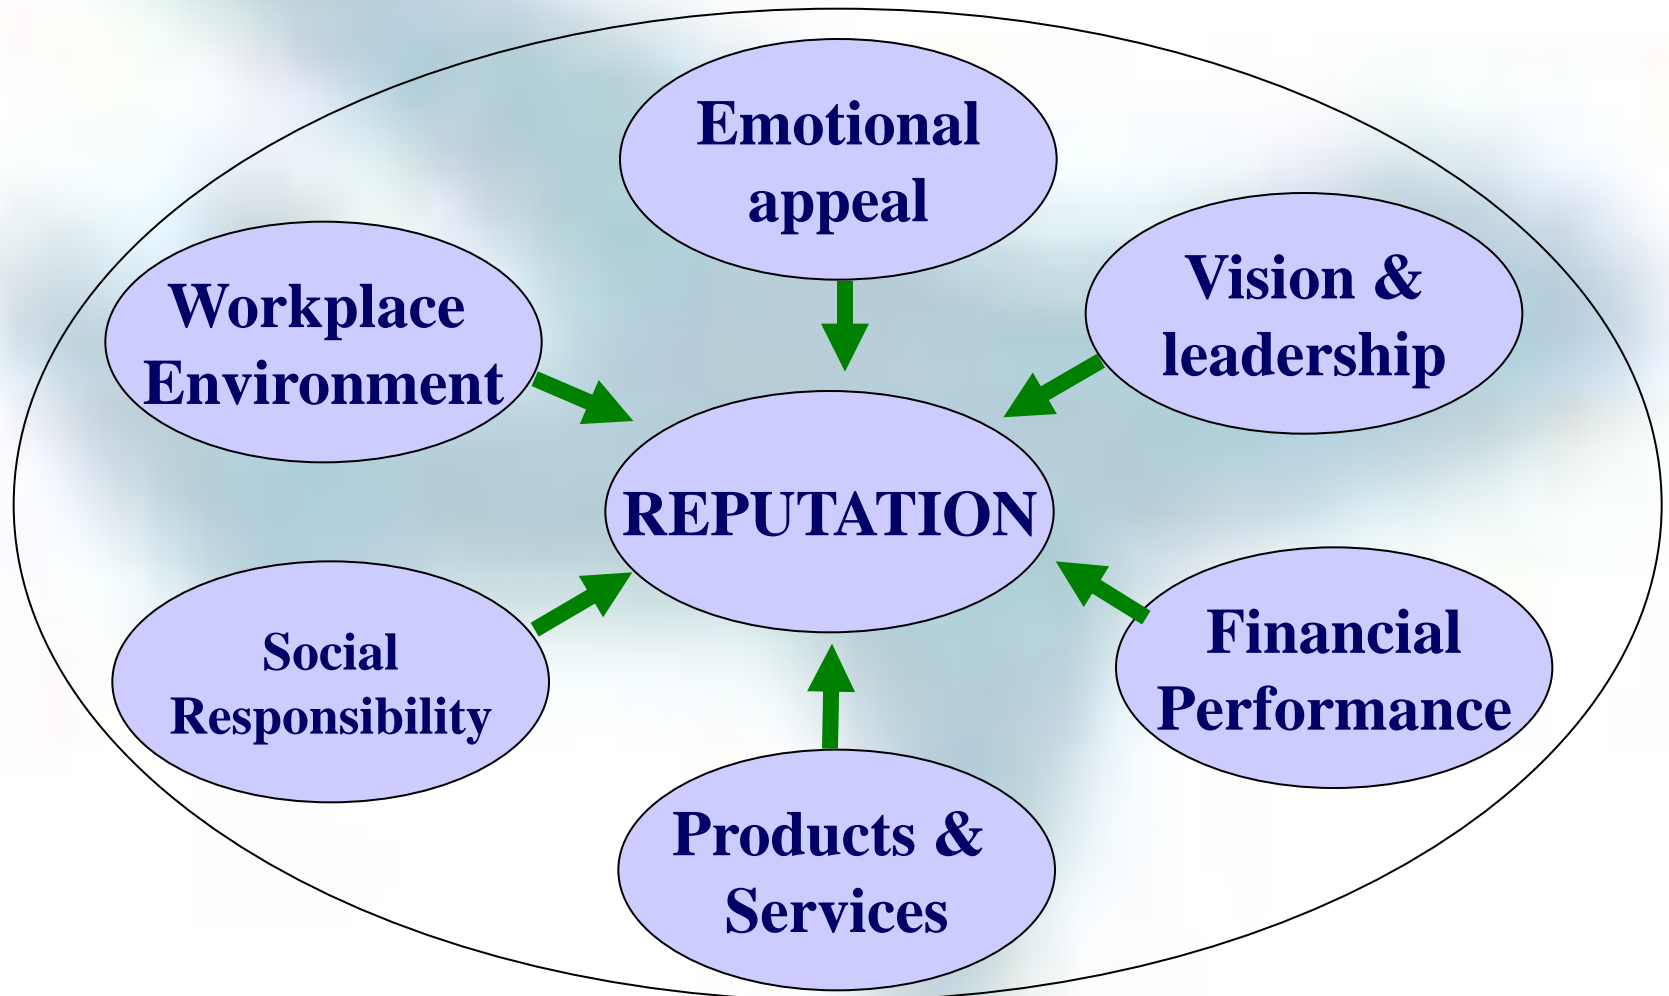 Emotional
appeal
Vision &
leadership
Workplace
Environment
REPUTATION
Social
Responsibility
Financial
Performance
Products &
Services